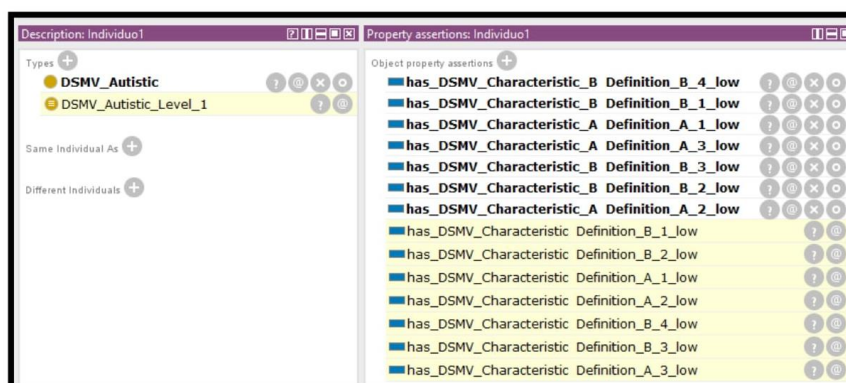 Description: Individuo1
Types
DSMV_Autistic
DSMV_Autistic_Level_1
Same Individual As
Different Individuals
Property assertions: Individuo1
Object property assertions
has_DSMV_Characteristic_B Definition_B_4_low
has_DSMV_Characteristic_B Definition_B_1_low
has_DSMV_Characteristic_A Definition_A_1_low
has_DSMV_Characteristic_A Definition_A_3_low
has_DSMV_Characteristic_B Definition_B_3_low
has_DSMV_Characteristic_B Definition_B_2_low
has_DSMV_Characteristic_A Definition_A_2_low
has_DSMV_Characteristic Definition_B_1_low
has_DSMV_Characteristic Definition_B_2_low
has_DSMV_Characteristic Definition_A_1_low
has_DSMV_Characteristic Definition_A_2_low
has_DSMV_Characteristic Definition_B_4_low
has_DSMV_Characteristic Definition_B_3_low
has_DSMV_Characteristic Definition_A_3_low